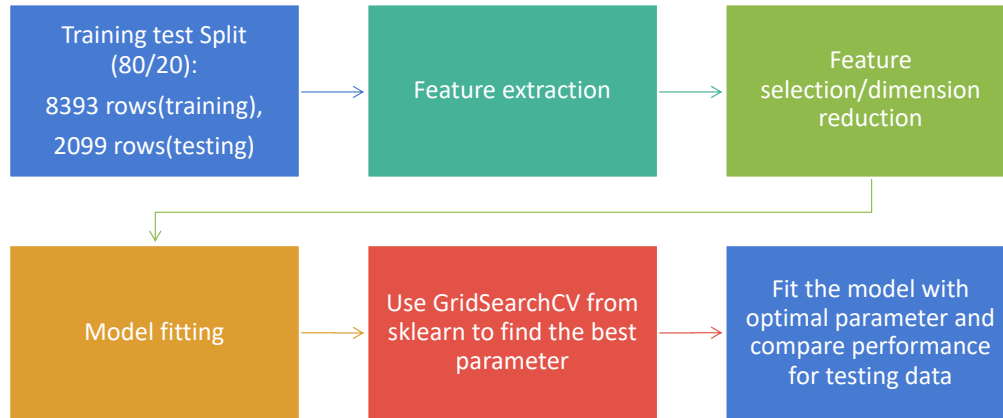 Training test Split
(80/20):
8393 rows(training),
2099 rows(testing)
Feature extraction
Feature
selection/dimension
reduction
Model fitting
Use GridSearchCV from
sklearn to find the best
parameter
Fit the model with
optimal parameter and
compare performance
for testing data